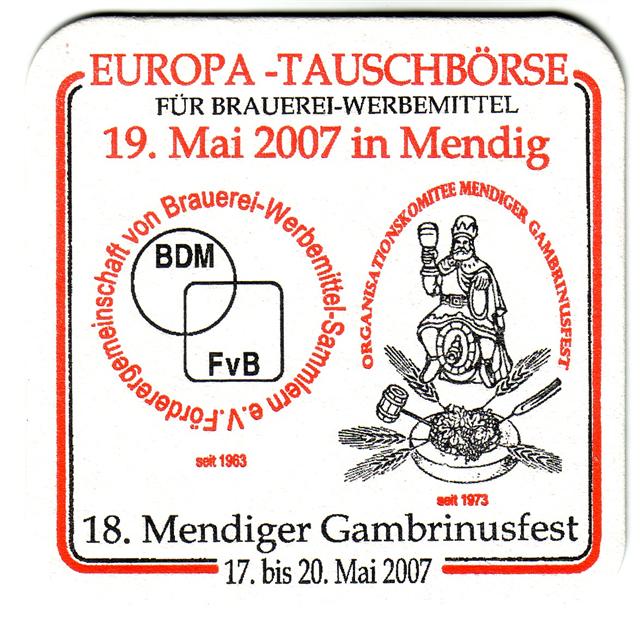 EUROPA -TAUSCHBÖRSE
FÜR BRAUEREI-WERBEMITTEL
19. Mai 2007 in Mendig
Fördergemeinschaft von Brauerei-Werbemittel-Sammlern e.V.
BDM
FvB
seit 1963
ORGANISATIONSKOMITEE MENDIGER GAMBRINUSFEST
seit 1973
18. Mendiger Gambrinusfest
17. bis 20. Mai 2007